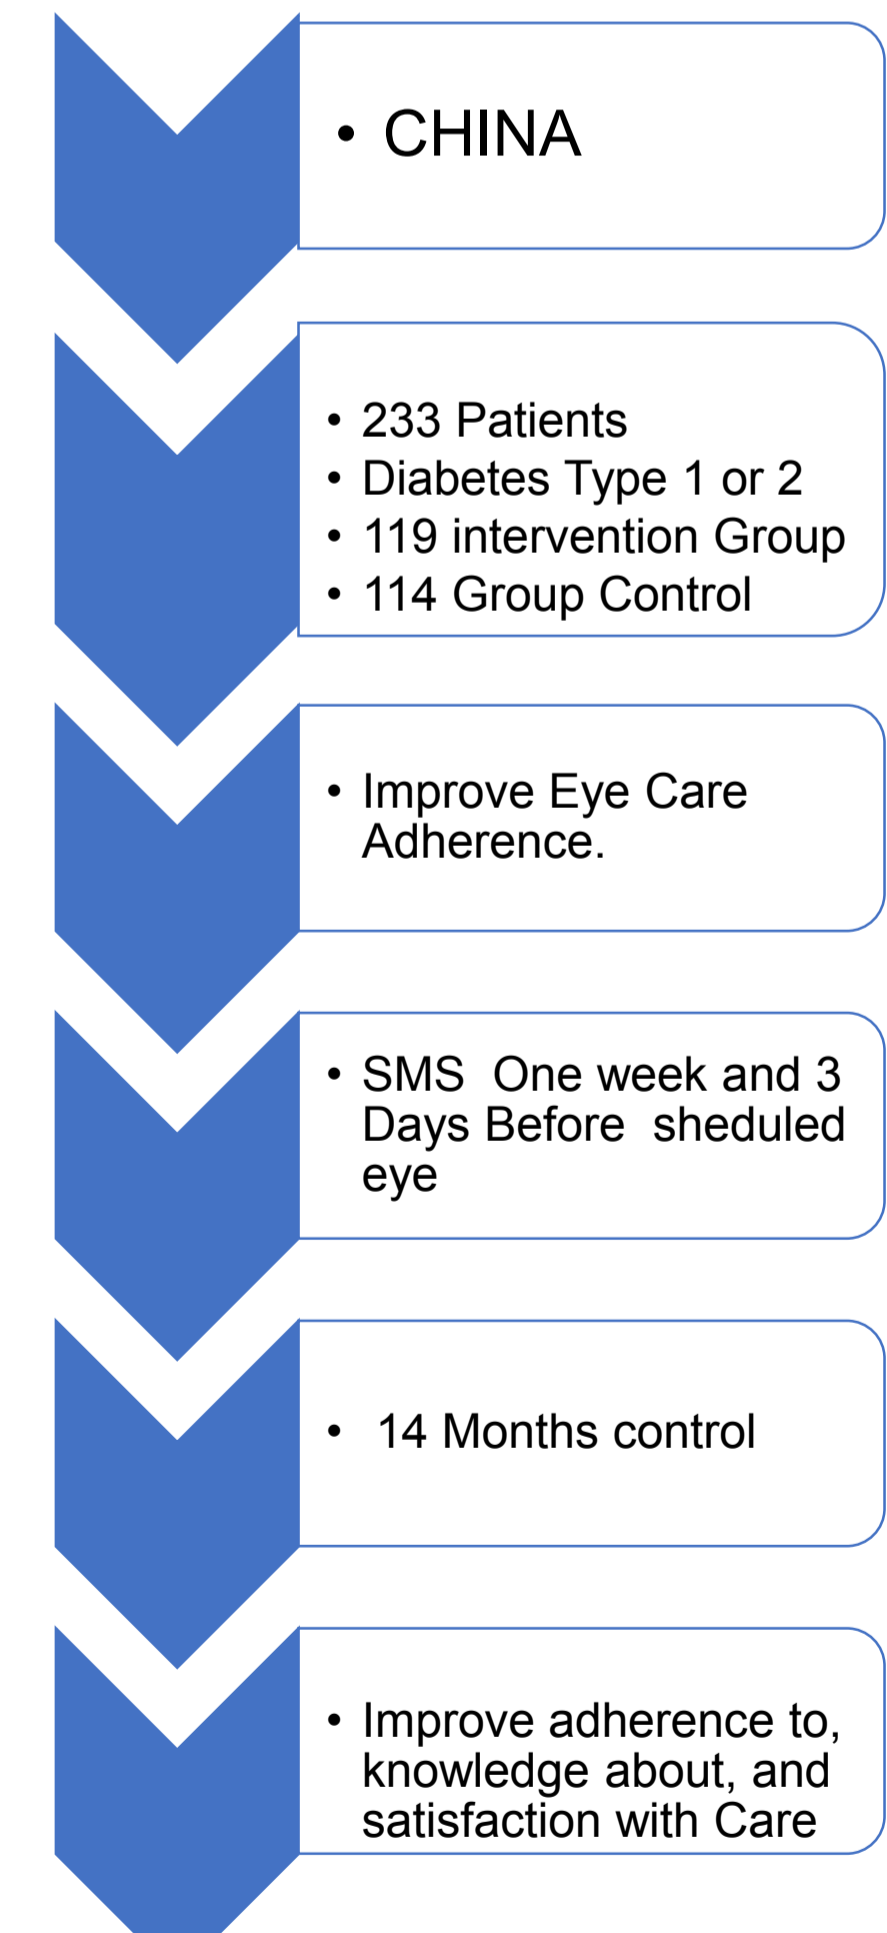 • CHINA
• 233 Patients
• Diabetes Type 1 or 2
• 119 intervention Group
• 114 Group Control
• Improve Eye Care
Adherence.
• SMS  One week and 3
Days Before  sheduled
eye
• 14 Months control
• Improve adherence to,
knowledge about, and
satisfaction with Care